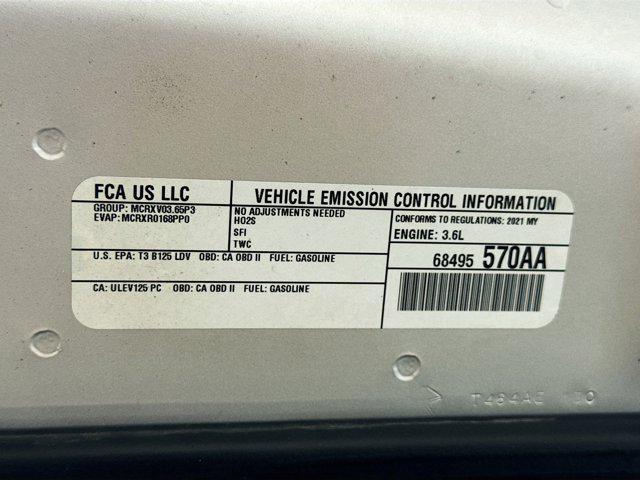 FCA US LLC
GROUP: MCRXV03.65P3
EVAP: MCRXR0168PP0
VEHICLE EMISSION CONTROL INFORMATION
NO ADJUSTMENTS NEEDED
HO2S
SFI
TWC
CONFORMS TO REGULATIONS: 2021 MY
ENGINE: 3.6L
U.S. EPA: T3 B125 LDV OBD: CA OBD II FUEL: GASOLINE
68495 570AA
CA: ULEV125 PC OBD: CA OBD II FUEL: GASOLINE